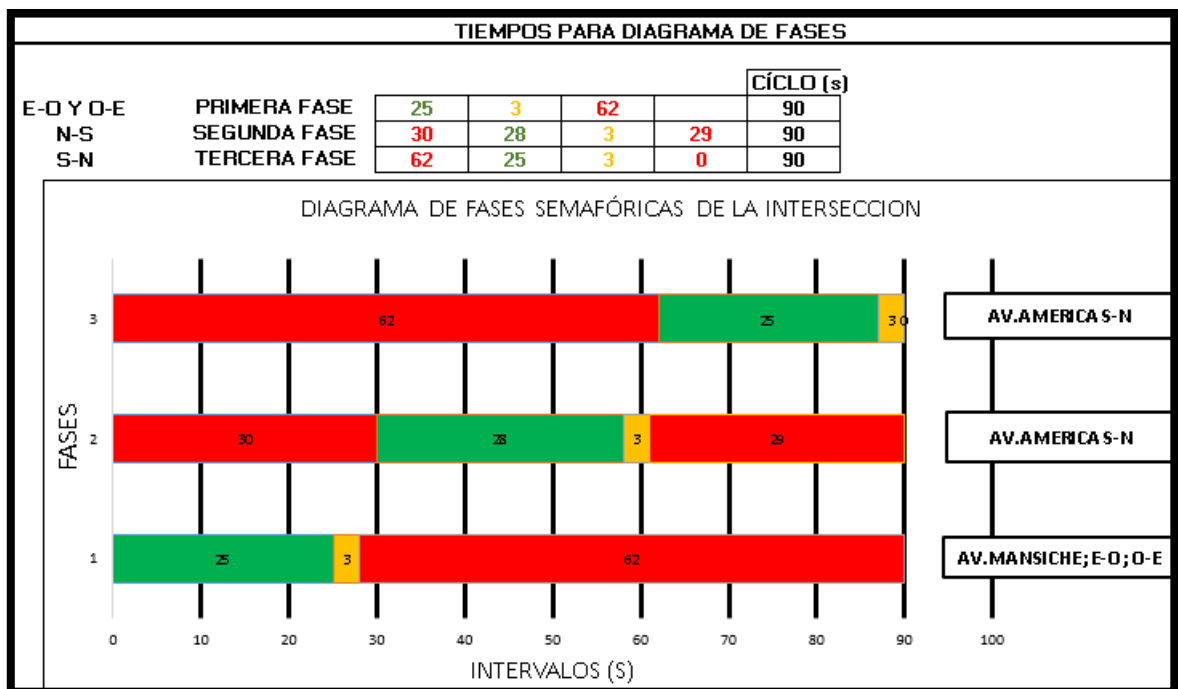 TIEMPOS PARA DIAGRAMA DE FASES
CÍCLO (s)
E-O Y O-E PRIMERA FASE 25 3 62 90
N-S SEGUNDA FASE 30 28 3 29 90
S-N TERCERA FASE 62 25 3 0 90
DIAGRAMA DE FASES SEMAFÓRICAS DE LA INTERSECCION
FASES
3 62 25 3 0 AV.AMERICA S-N
2 30 28 3 29 AV.AMERICA S-N
1 25 3 62 AV.MANSICHE;E-O;O-E
0 10 20 30 40 50 60 70 80 90 100
INTERVALOS (S)